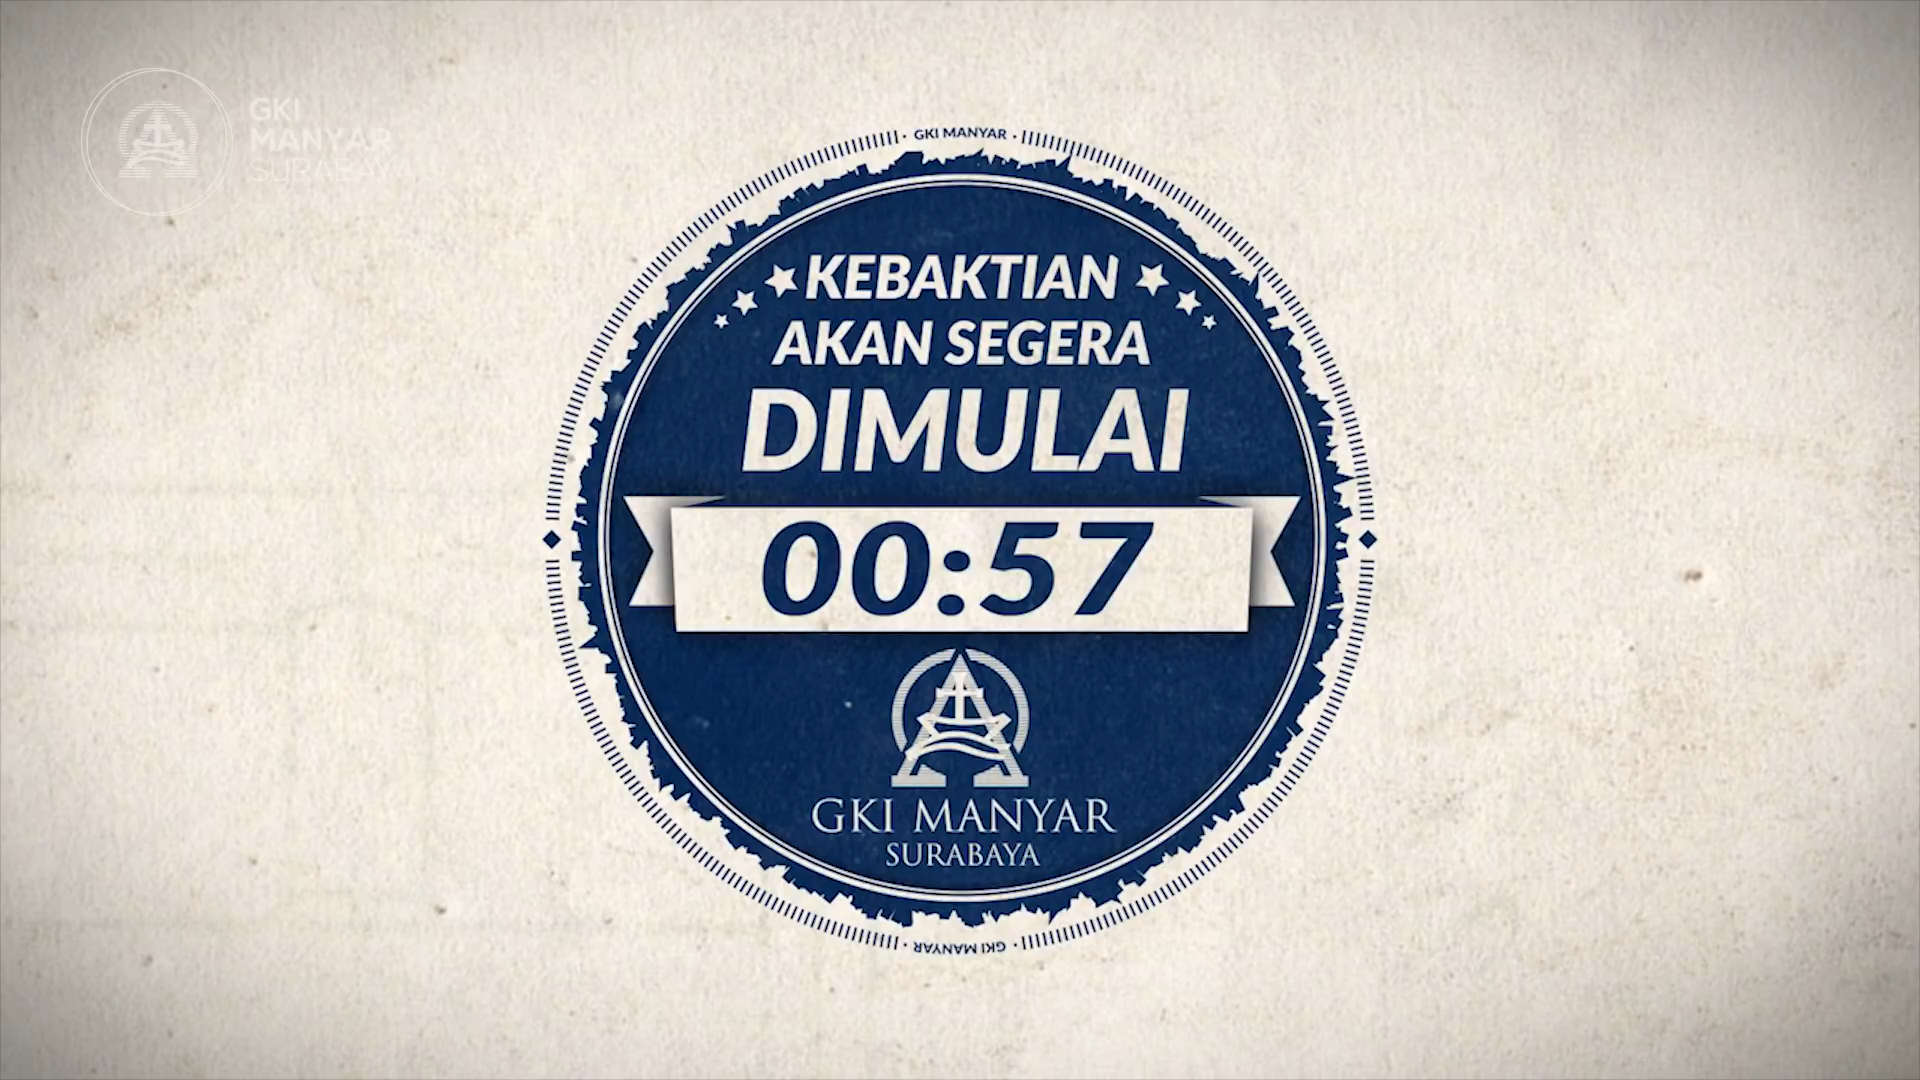 GKI
MANYAR
SURABAYA
GKI MANYAR
KEBAKTIAN
AKAN SEGERA
DIMULAI
00:57
GKI MANYAR
SURABAYA
GKI MANYAR